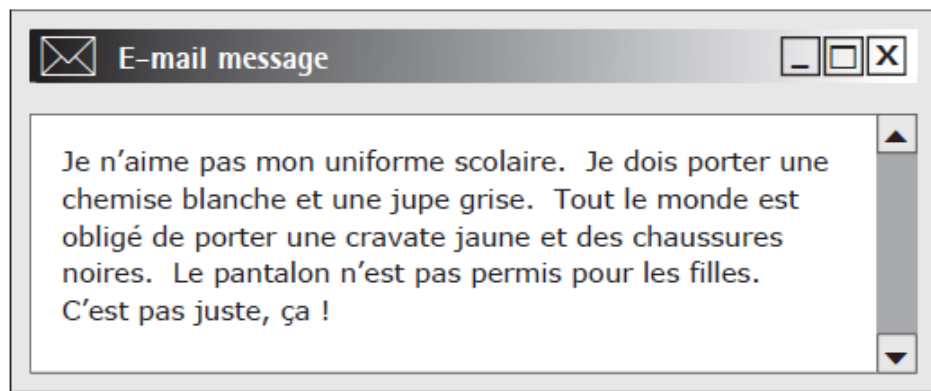 E-mail message
Je n'aime pas mon uniforme scolaire.  Je dois porter une
chemise blanche et une jupe grise.  Tout le monde est
obligé de porter une cravate jaune et des chaussures
noires.  Le pantalon n'est pas permis pour les filles.
C'est pas juste, ça !